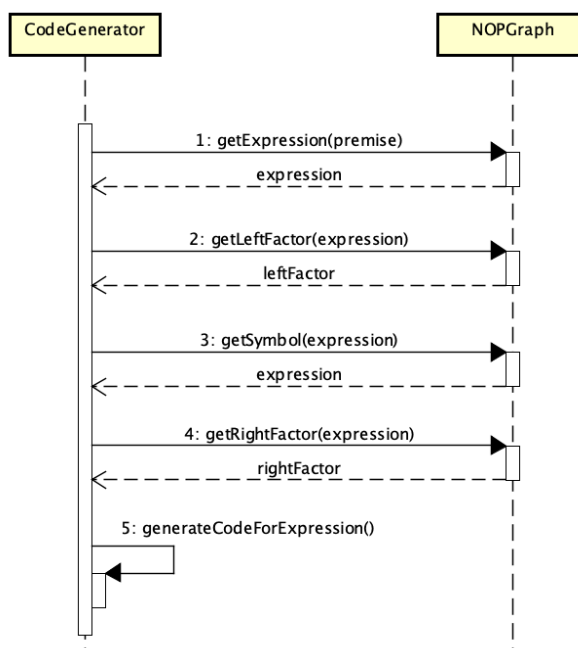 CodeGenerator
NOPGraph
1: getExpression(premise)
expression
2: getLeftFactor(expression)
leftFactor
3: getSymbol(expression)
expression
4: getRightFactor(expression)
rightFactor
5: generateCodeForExpression()